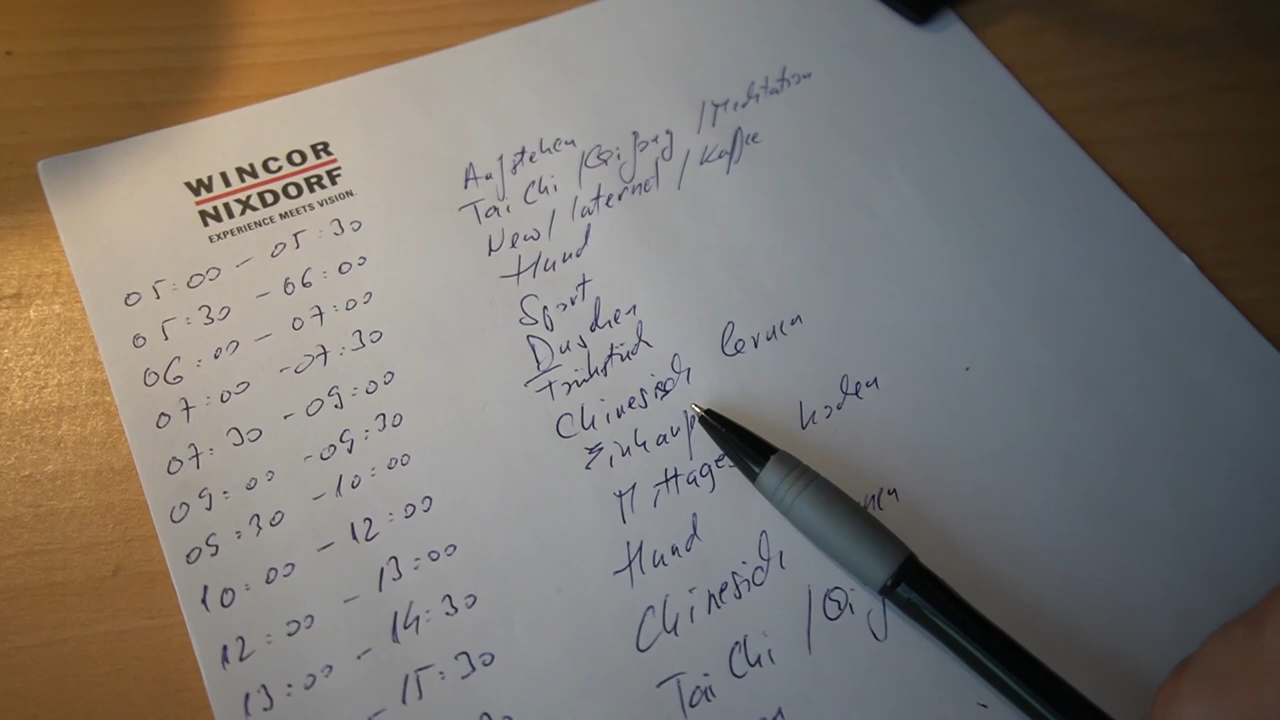 WINCOR
NIXDORF
EXPERIENCE MEETS VISION.
05:00 - 05:30 Aufstehen
05:30 - 06:00 Tai Chi / Qi Gong / Meditation
06:00 - 07:00 News / Internet / Kaffee
07:00 - 07:30 Hund
07:30 - 09:00 Sport
09:00 - 09:30 Duschen
09:30 - 10:00 Frühstück
10:00 - 12:00 Chinesisch lernen
12:00 - 13:00 Einkaufen
13:00 - 14:30 Mittages kochen
- 15:30 Hund
Chinesich
Tai Chi / Qi